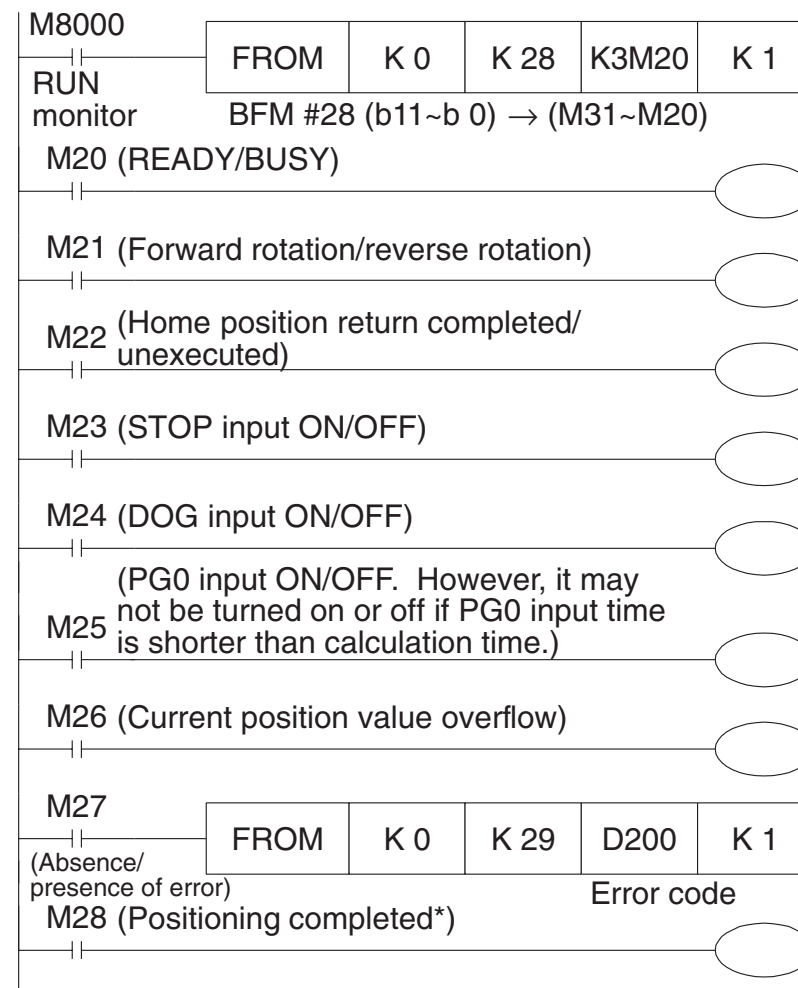 M8000
FROM K 0 K 28 K3M20 K 1
RUN
monitor
BFM #28 (b11~b 0) → (M31~M20)
M20 (READY/BUSY)
M21 (Forward rotation/reverse rotation)
M22 (Home position return completed/
unexecuted)
M23 (STOP input ON/OFF)
M24 (DOG input ON/OFF)
(PG0 input ON/OFF. However, it may
not be turned on or off if PG0 input time
M25 is shorter than calculation time.)
M26 (Current position value overflow)
M27
FROM K 0 K 29 D200 K 1
(Absence/
presence of error)
Error code
M28 (Positioning completed*)